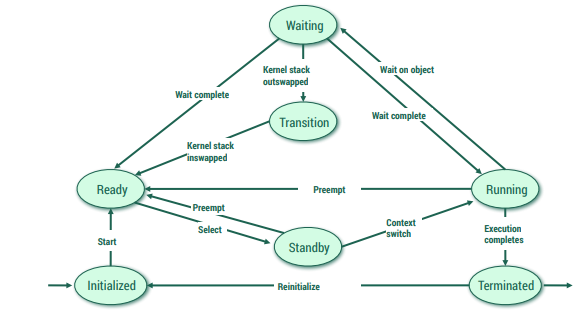 Waiting
Kernel stack
outswapped
Wait on object
Wait complete
Wait complete
Transition
Kernel stack
inswapped
Ready
Preempt
Running
Preempt
Select
Context
switch
Execution
completes
Start
Standby
Initialized
Reinitialize
Terminated